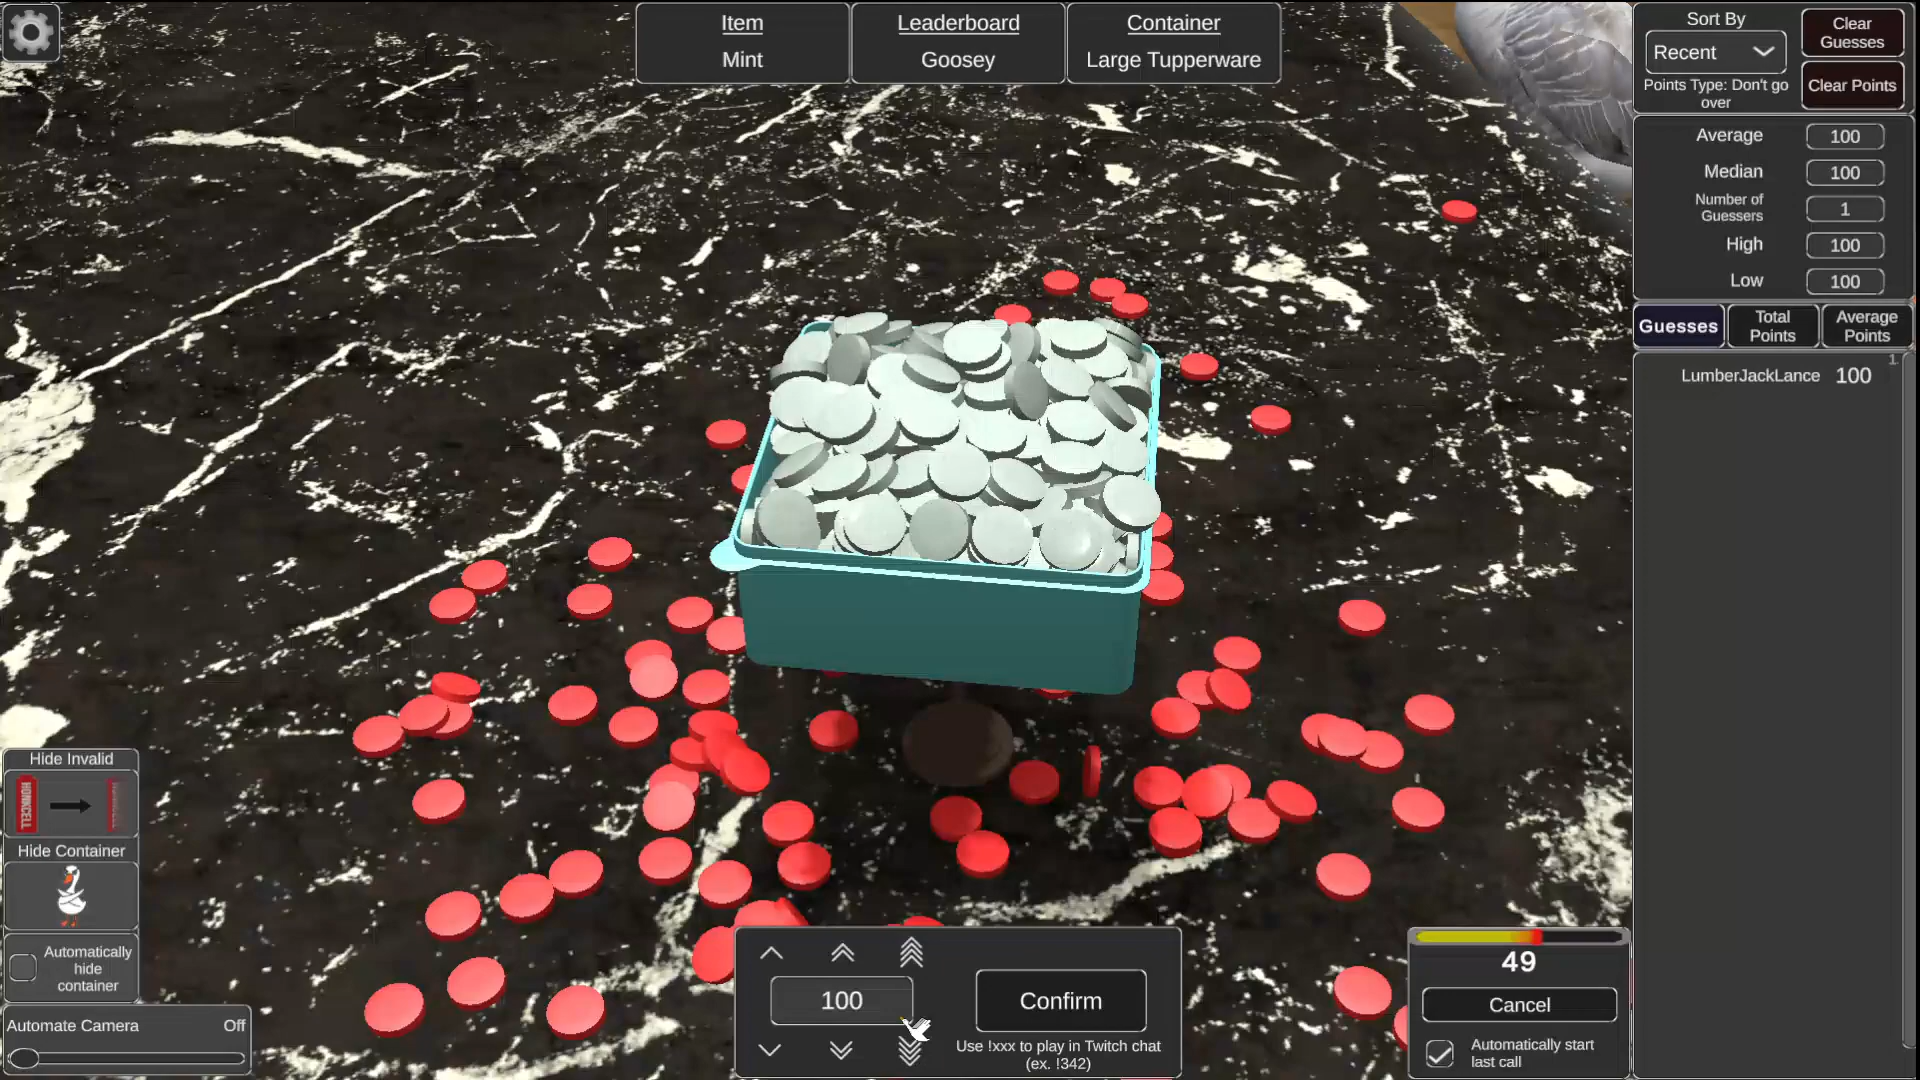 Item
Mint
Leaderboard
Goosey
Container
Large Tupperware
Sort By
Recent
Points Type: Don't go
over
Clear
Guesses
Clear Points
Average
100
Median
100
Number of
Guessers
1
High
100
Low
100
Guesses
Total
Points
Average
Points
1
LumberJackLance 100
Hide Invalid
HONKCELL
Hide Container
Automatically
hide
container
Automate Camera
Off
100
Confirm
Use !xxx to play in Twitch chat
(ex. !342)
49
Cancel
Automatically start
last call